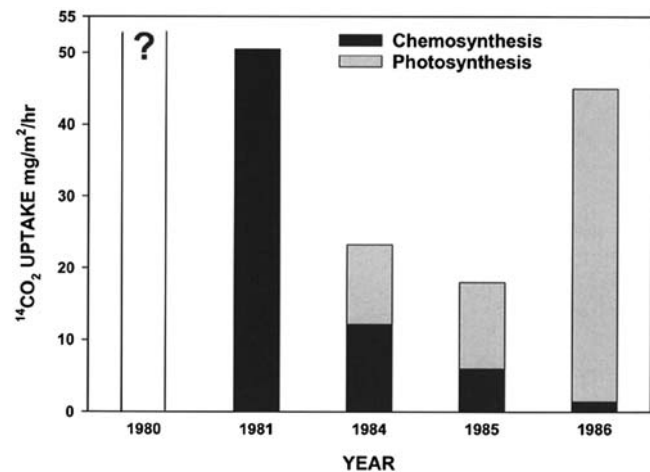 55
?
Chemosynthesis
50
Photosynthesis
40
30
20
10
0
¹⁴CO₂ UPTAKE mg/m²/hr
1980 1981 1984 1985 1986
YEAR